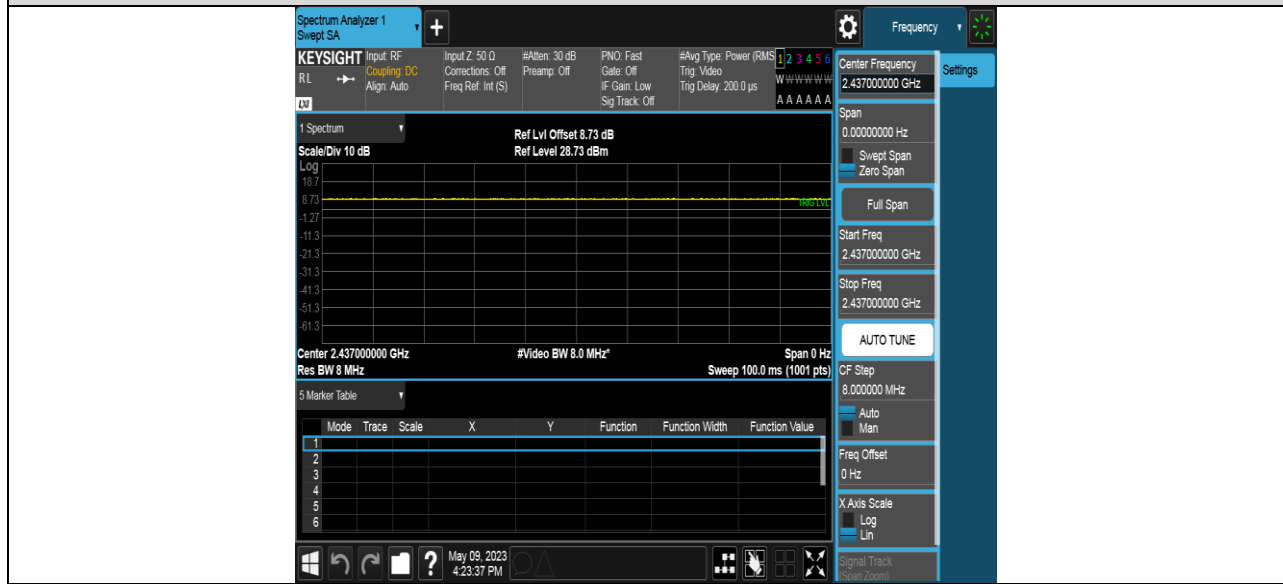 Spectrum Analyzer 1
Swept SA
+
Frequency
KEYSIGHT
RL
LXI
Input: RF
Coupling: DC
Align: Auto
Input Z: 50 Ω
Corrections: Off
Freq Ref: Int (S)
#Atten: 30 dB
Preamp: Off
PNO: Fast
Gate: Off
IF Gain: Low
Sig Track: Off
#Avg Type: Power (RMS
Trig: Video
Trig Delay: 200.0 µs
1 2 3 4 5 6
W W W W W W
A A A A A A
1 Spectrum
Ref Lvl Offset 8.73 dB
Scale/Div 10 dB
Ref Level 28.73 dBm
Log
18.7
8.73
TRIG LVL
-1.27
-11.3
-21.3
-31.3
-41.3
-51.3
-61.3
Center 2.437000000 GHz
#Video BW 8.0 MHz*
Span 0 Hz
Res BW 8 MHz
Sweep 100.0 ms (1001 pts)
5 Marker Table
Mode Trace Scale X Y Function Function Width Function Value
1
2
3
4
5
6
?
May 09, 2023
4:23:37 PM
Center Frequency
2.437000000 GHz
Settings
Span
0.00000000 Hz
Swept Span
Zero Span
Full Span
Start Freq
2.437000000 GHz
Stop Freq
2.437000000 GHz
AUTO TUNE
CF Step
8.000000 MHz
Auto
Man
Freq Offset
0 Hz
X Axis Scale
Log
Lin
Signal Track
(Span Zoom)